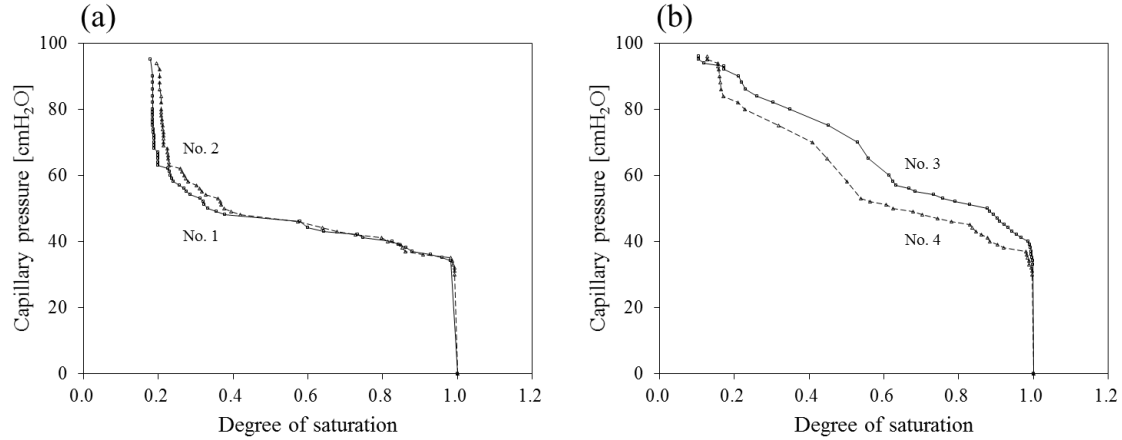 (a)
Capillary pressure [cmH₂O]
100
80
60
40
20
0
No. 2
No. 1
0.0 0.2 0.4 0.6 0.8 1.0 1.2
Degree of saturation
(b)
Capillary pressure [cmH₂O]
100
80
60
40
20
0
No. 3
No. 4
0.0 0.2 0.4 0.6 0.8 1.0 1.2
Degree of saturation